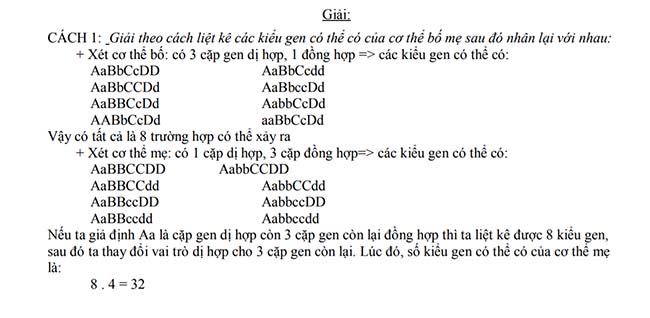 Giải:
CÁCH 1: Giải theo cách liệt kê các kiểu gen có thể có của cơ thể bố mẹ sau đó nhân lại với nhau:
+ Xét cơ thể bố: có 3 cặp gen dị hợp, 1 đồng hợp => các kiểu gen có thể có:
AaBbCcDD AaBbCcdd
AaBbCCDd AaBbccDd
AaBBCcDd AabbCcDd
AABbCcDd aaBbCcDd
Vậy có tất cả là 8 trường hợp có thể xảy ra
+ Xét cơ thể mẹ: có 1 cặp dị hợp, 3 cặp đồng hợp=> các kiểu gen có thể có:
AaBBCCDD AabbCCDD
AaBBCCdd AabbCCdd
AaBBccDD AabbccDD
AaBBccdd Aabbccdd
Nếu ta giả định Aa là cặp gen dị hợp còn 3 cặp gen còn lại đồng hợp thì ta liệt kê được 8 kiểu gen,
sau đó ta thay đổi vai trò dị hợp cho 3 cặp gen còn lại. Lúc đó, số kiểu gen có thể có của cơ thể mẹ
là:
8 . 4 = 32